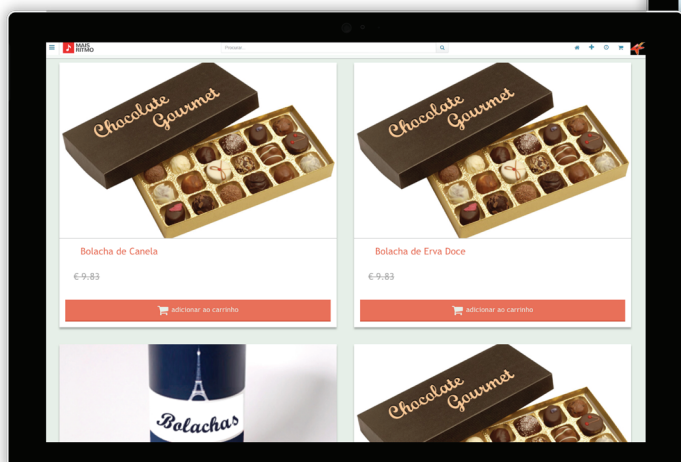 MAIS
RITMO
Procurar...
Chocolate
Gourmet
Chocolate
Gourmet
Bolacha de Canela
Bolacha de Erva Doce
€ 9.83
€ 9.83
adicionar ao carrinho
adicionar ao carrinho
Bolachas
Chocolate
Gourmet